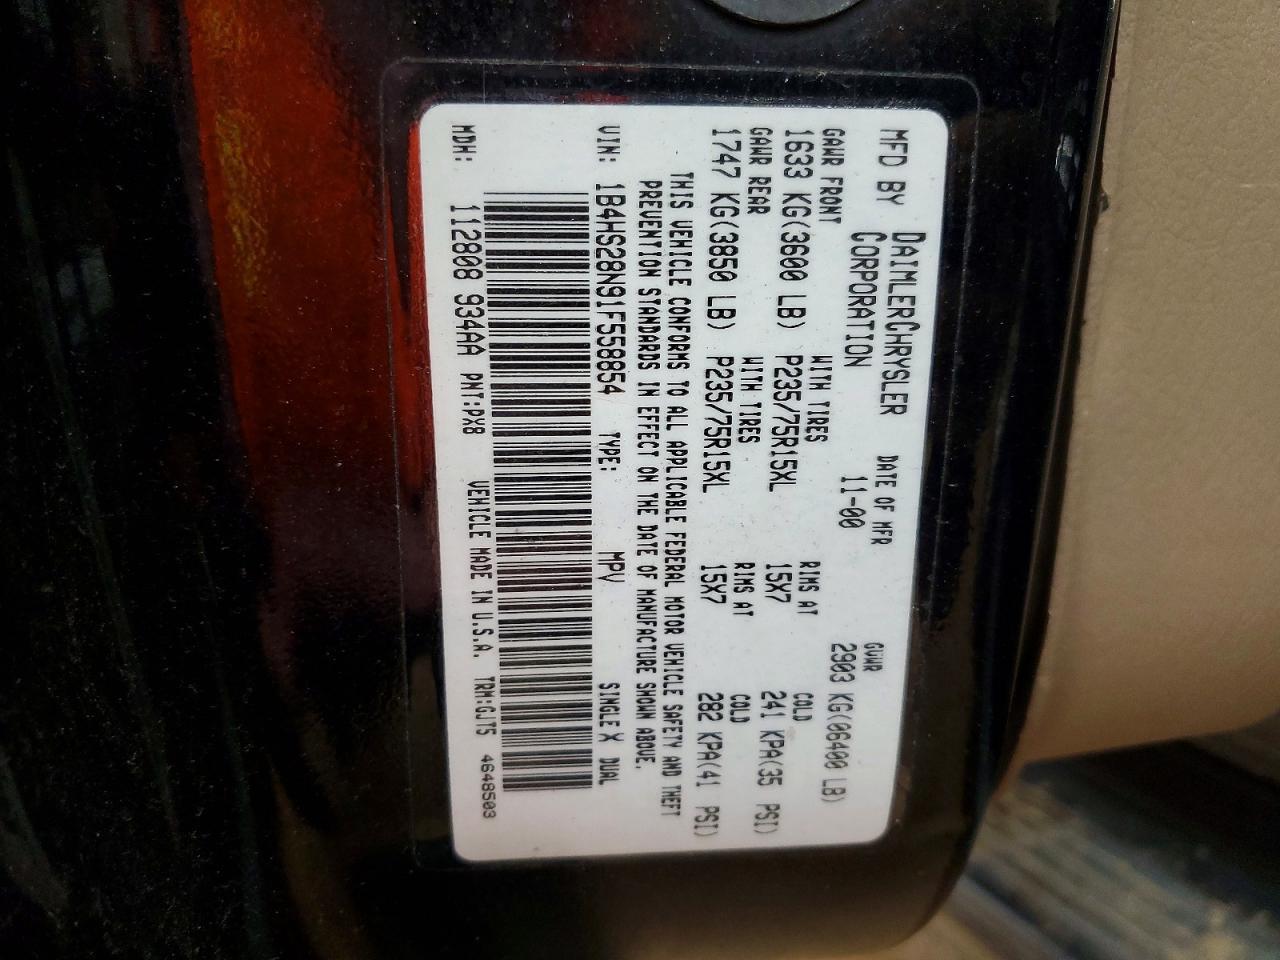 MFD BY DAIMLERCHRYSLER CORPORATION DATE OF MFR 11-00 GVWR 2903 KG(06400 LB)
GAWR FRONT WITH TIRES RIMS AT COLD
1633 KG(3600 LB) P235/75R15XL 15X7 241 KPA(35 PSI)
GAWR REAR WITH TIRES RIMS AT COLD
1747 KG(3850 LB) P235/75R15XL 15X7 282 KPA(41 PSI)
THIS VEHICLE CONFORMS TO ALL APPLICABLE FEDERAL MOTOR VEHICLE SAFETY AND THEFT
PREVENTION STANDARDS IN EFFECT ON THE DATE OF MANUFACTURE SHOWN ABOVE.
VIN: 1B4HS28N91F558854 TYPE: MPV SINGLE X DUAL
MDH: 112808 934AA PNT:PX8 VEHICLE MADE IN U.S.A. TRM:GJT5 4648503